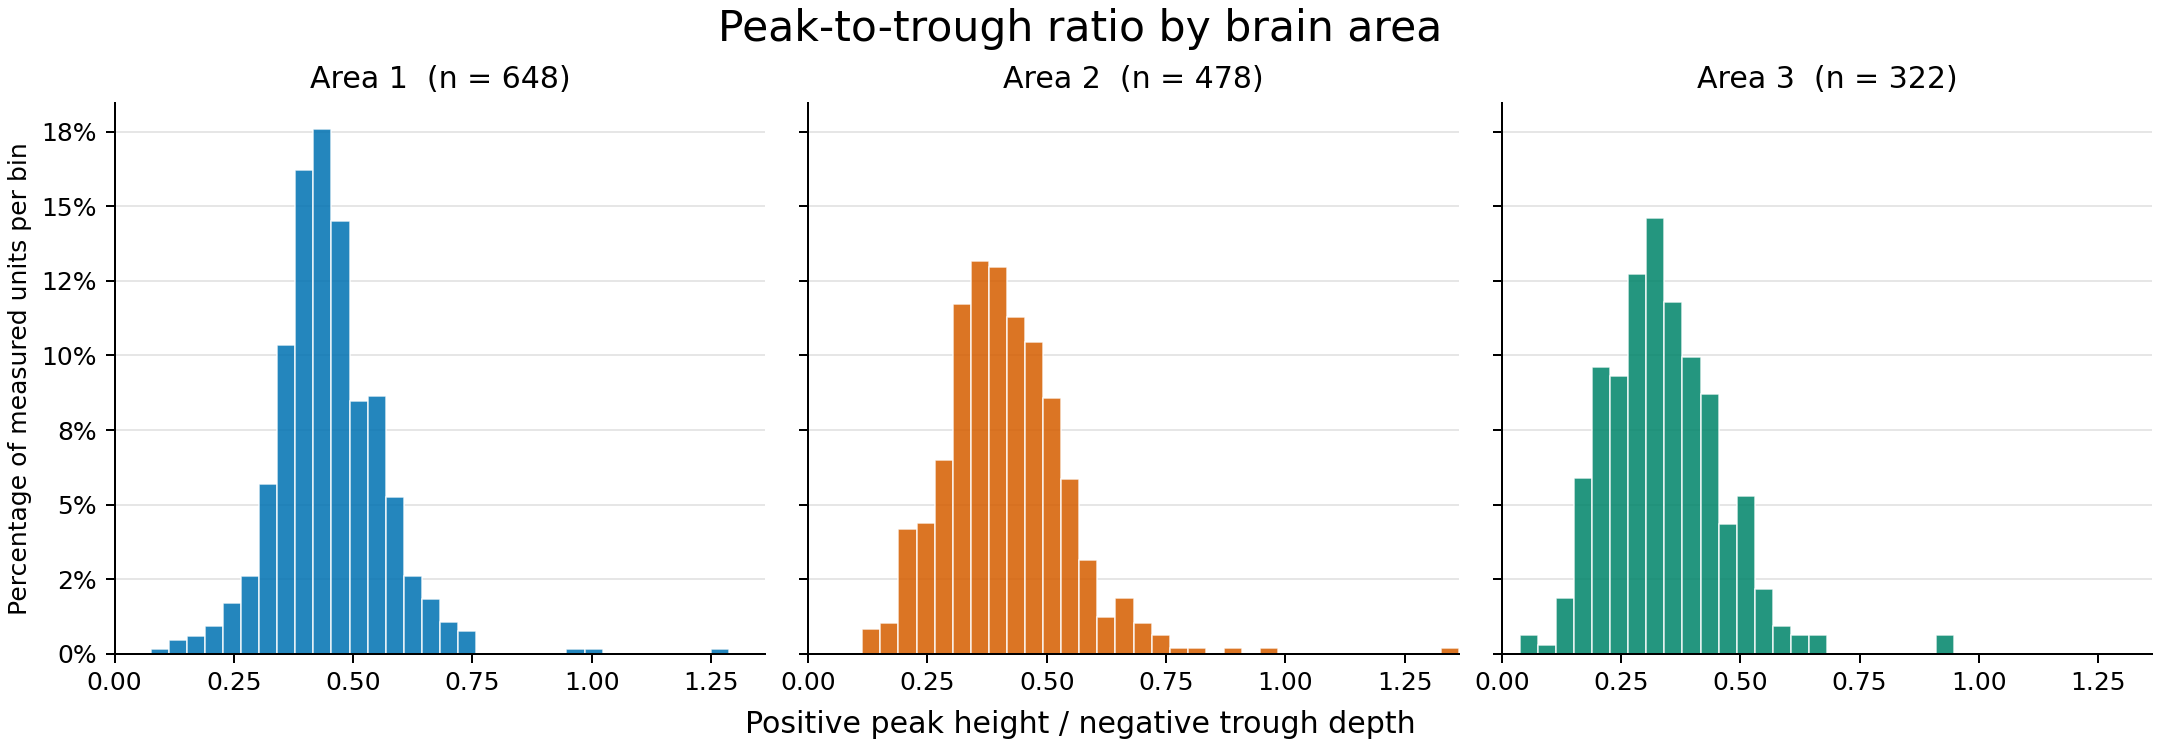 Peak-to-trough ratio by brain area
Area 1 (n = 648)
Area 2 (n = 478)
Area 3 (n = 322)
Percentage of measured units per bin
18%
15%
12%
10%
8%
5%
2%
0%
0.00 0.25 0.50 0.75 1.00 1.25
0.00 0.25 0.50 0.75 1.00 1.25
0.00 0.25 0.50 0.75 1.00 1.25
Positive peak height / negative trough depth